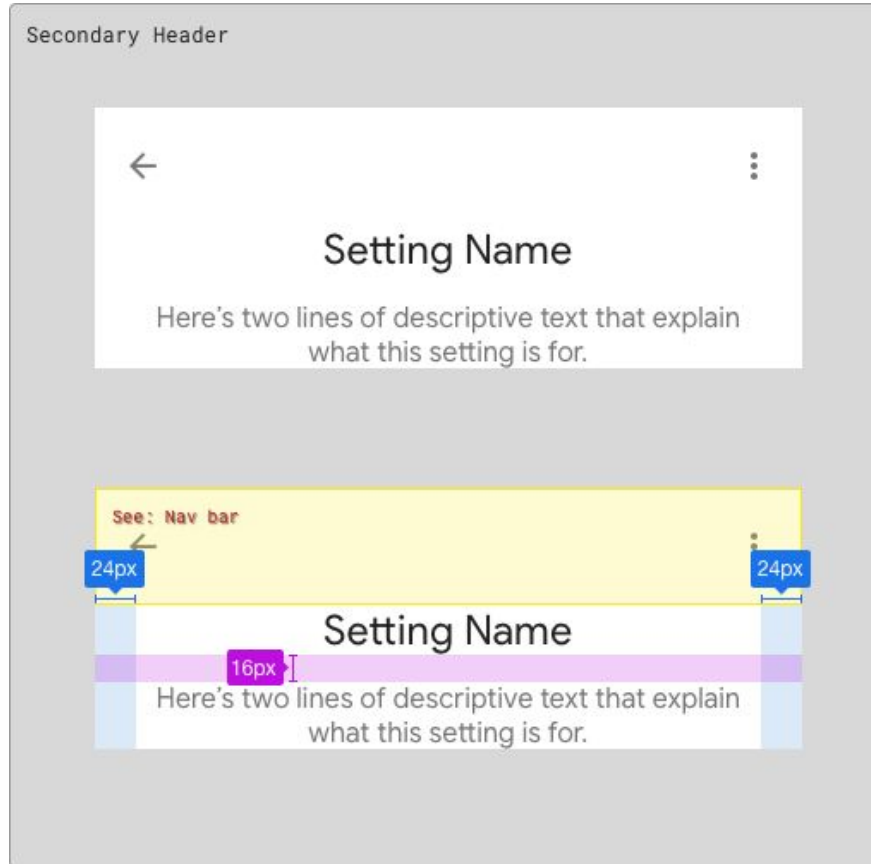 Secondary Header
Setting Name
Here's two lines of descriptive text that explain
what this setting is for.
See: Nav bar
24px
24px
Setting Name
16px
Here's two lines of descriptive text that explain
what this setting is for.